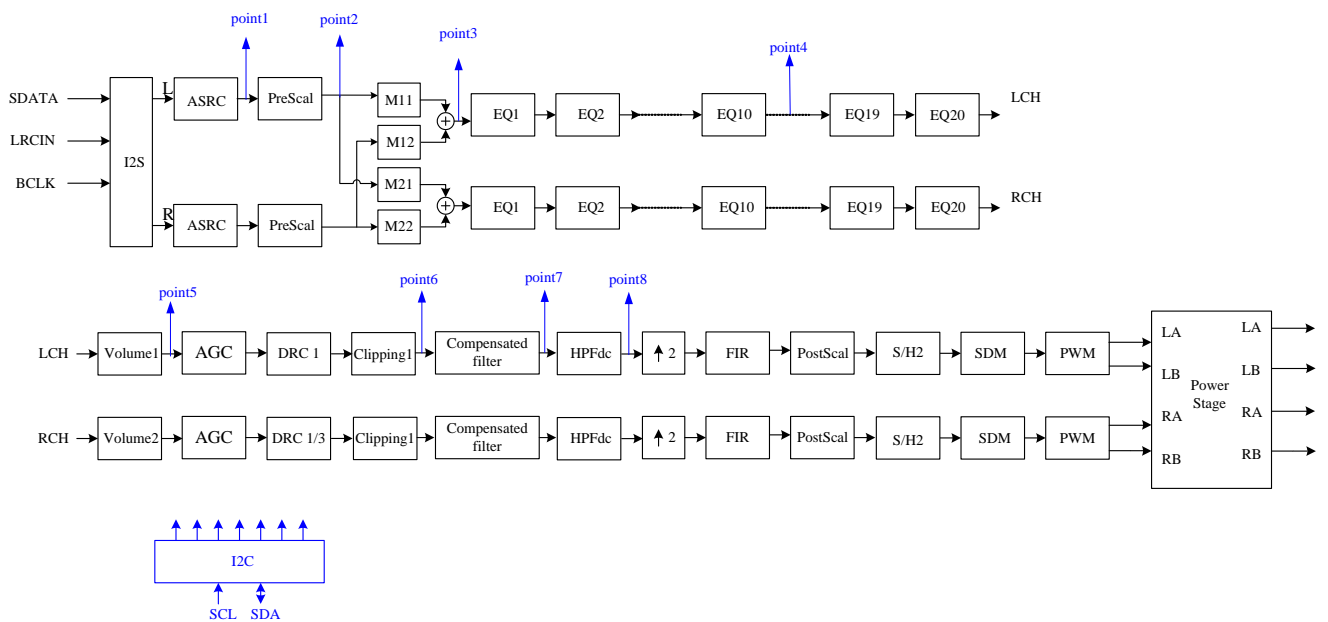 point1
point2
point3
point4
SDATA
LRCIN
BCLK
I2S
L
ASRC
PreScal
M11
M12
EQ1
EQ2
EQ10
EQ19
EQ20
LCH
R
ASRC
PreScal
M21
M22
EQ1
EQ2
EQ10
EQ19
EQ20
RCH
point5
point6
point7
point8
LCH
Volume1
AGC
DRC 1
Clipping1
Compensated
filter
HPFdc
2
FIR
PostScal
S/H2
SDM
PWM
RCH
Volume2
AGC
DRC 1/3
Clipping1
Compensated
filter
HPFdc
2
FIR
PostScal
S/H2
SDM
PWM
LA
LB
RA
RB
Power
Stage
LA
LB
RA
RB
LA
LB
RA
RB
I2C
SCL
SDA